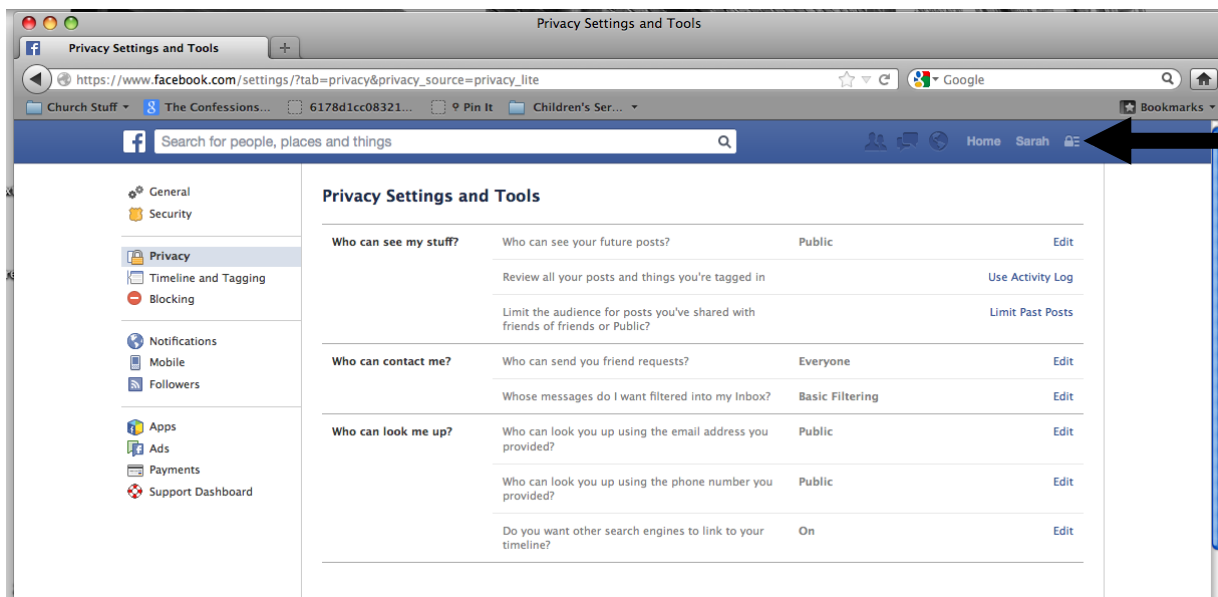 Privacy Settings and Tools
Privacy Settings and Tools
https://www.facebook.com/settings/?tab=privacy&privacy_source=privacy_lite
Google
Church Stuff
The Confessions...
6178d1cc08321...
Pin It
Children's Ser...
Bookmarks
Search for people, places and things
Home
Sarah
General
Security
Privacy
Timeline and Tagging
Blocking
Notifications
Mobile
Followers
Apps
Ads
Payments
Support Dashboard
Privacy Settings and Tools
Who can see my stuff?
Who can see your future posts?
Public
Edit
Review all your posts and things you're tagged in
Use Activity Log
Limit the audience for posts you've shared with
friends of friends or Public?
Limit Past Posts
Who can contact me?
Who can send you friend requests?
Everyone
Edit
Whose messages do I want filtered into my Inbox?
Basic Filtering
Edit
Who can look me up?
Who can look you up using the email address you
provided?
Public
Edit
Who can look you up using the phone number you
provided?
Public
Edit
Do you want other search engines to link to your
timeline?
On
Edit